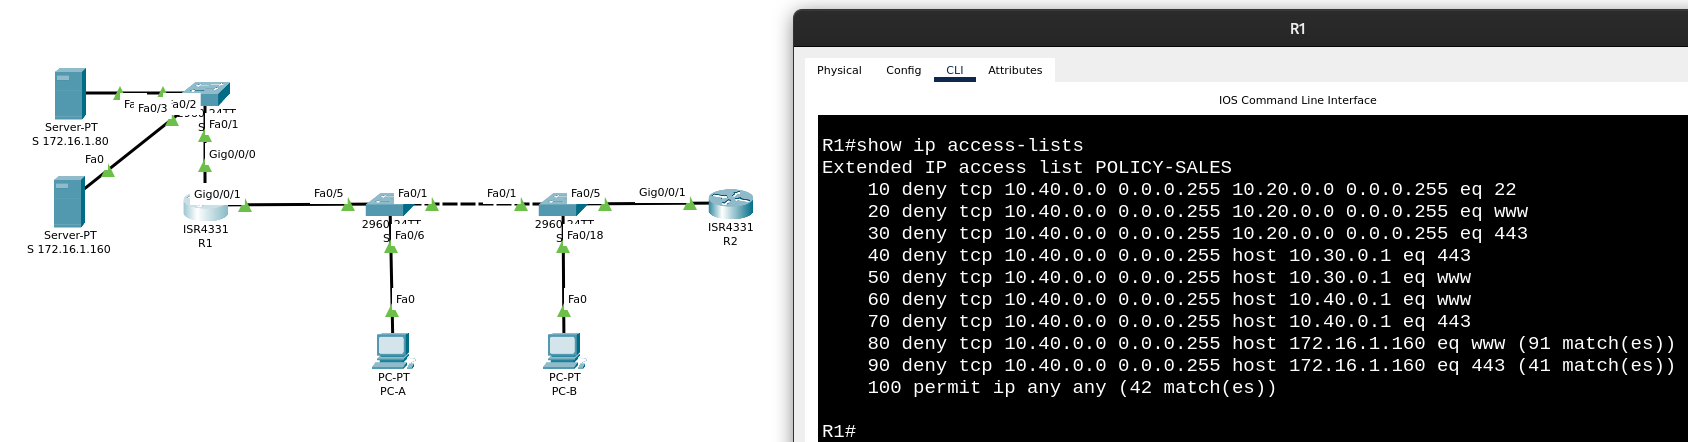 R1
Physical
Config
CLI
Attributes
IOS Command Line Interface
R1#show ip access-lists
Extended IP access list POLICY-SALES
10 deny tcp 10.40.0.0 0.0.0.255 10.20.0.0 0.0.0.255 eq 22
20 deny tcp 10.40.0.0 0.0.0.255 10.20.0.0 0.0.0.255 eq www
30 deny tcp 10.40.0.0 0.0.0.255 10.20.0.0 0.0.0.255 eq 443
40 deny tcp 10.40.0.0 0.0.0.255 host 10.30.0.1 eq 443
50 deny tcp 10.40.0.0 0.0.0.255 host 10.30.0.1 eq www
60 deny tcp 10.40.0.0 0.0.0.255 host 10.40.0.1 eq www
70 deny tcp 10.40.0.0 0.0.0.255 host 10.40.0.1 eq 443
80 deny tcp 10.40.0.0 0.0.0.255 host 172.16.1.160 eq www (91 match(es))
90 deny tcp 10.40.0.0 0.0.0.255 host 172.16.1.160 eq 443 (41 match(es))
100 permit ip any any (42 match(es))
R1#
Fa0/3
Server-PT
S 172.16.1.80
Fa0/1
Gig0/0/0
Fa0
Server-PT
S 172.16.1.160
Gig0/0/1
ISR4331
R1
Fa0/5
Fa0/1
Fa0/6
Fa0
PC-PT
PC-A
Fa0/1
Fa0/5
Fa0/18
Fa0
PC-PT
PC-B
Gig0/0/1
ISR4331
R2